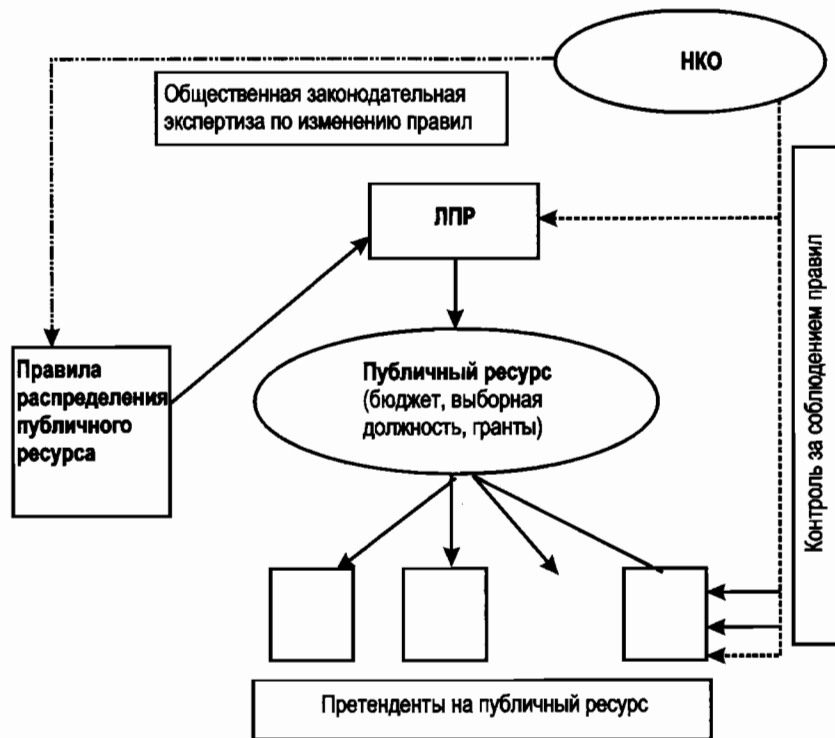 НКО
Общественная законодательная
экспертиза по изменению правил
ЛПР
Контроль за соблюдением правил
Правила
распределения
публичного
ресурса
Публичный ресурс
(бюджет, выборная
должность, гранты)
Претенденты на публичный ресурс